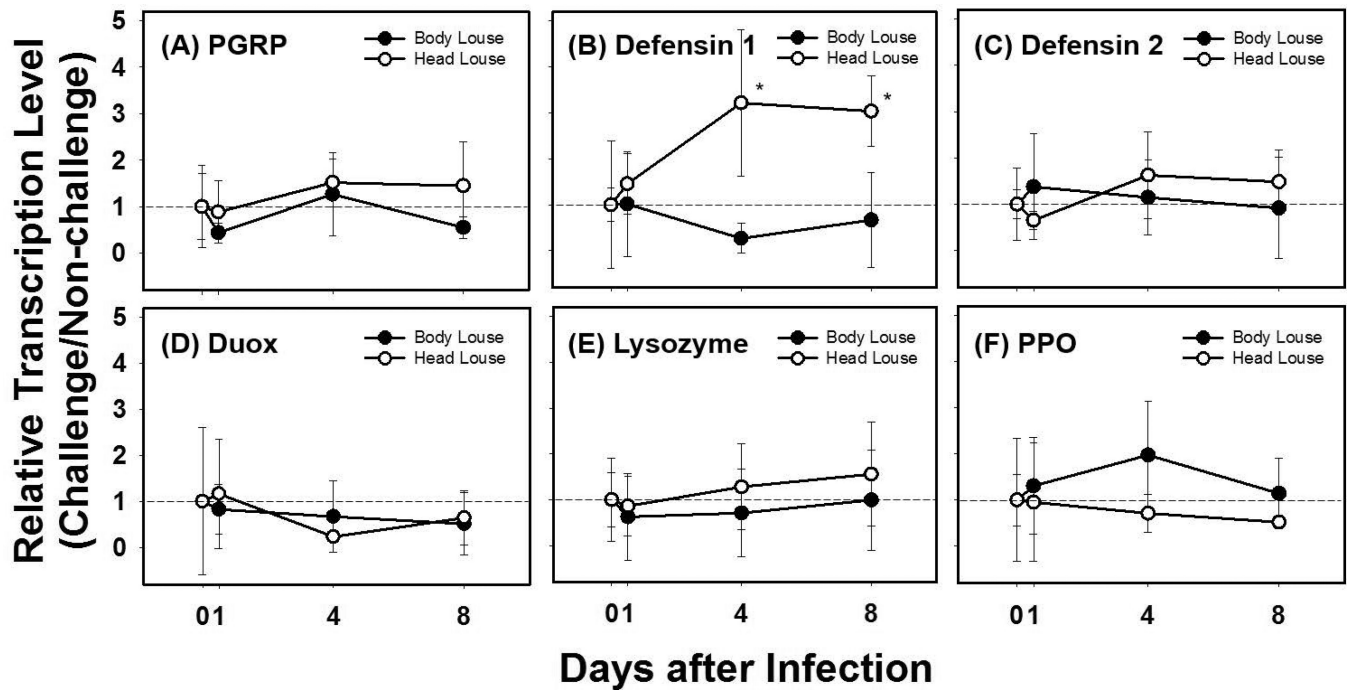 Relative Transcription Level
(Challenge/Non-challenge)
5
4
3
2
1
0
(A) PGRP
Body Louse
Head Louse
(B) Defensin 1
Body Louse
Head Louse
*
*
(C) Defensin 2
Body Louse
Head Louse
5
4
3
2
1
0
(D) Duox
Body Louse
Head Louse
(E) Lysozyme
Body Louse
Head Louse
(F) PPO
Body Louse
Head Louse
01 4 8
01 4 8
01 4 8
Days after Infection